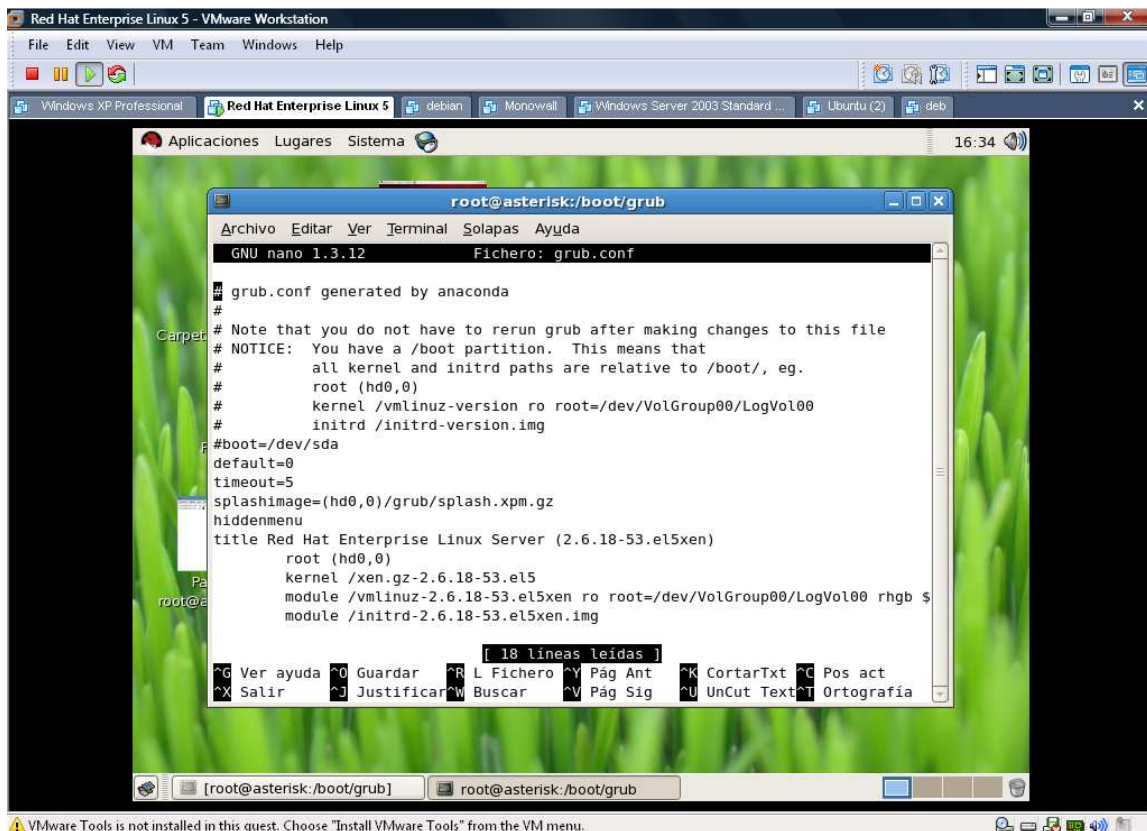 Red Hat Enterprise Linux 5 - VMware Workstation
File Edit View VM Team Windows Help
Windows XP Professional Red Hat Enterprise Linux 5 debian Monowall Windows Server 2003 Standard ... Ubuntu (2) deb
Aplicaciones Lugares Sistema 16:34
root@asterisk:/boot/grub
Archivo Editar Ver Terminal Solapas Ayuda
GNU nano 1.3.12 Fichero: grub.conf
# grub.conf generated by anaconda
#
# Note that you do not have to rerun grub after making changes to this file
# NOTICE: You have a /boot partition. This means that
# all kernel and initrd paths are relative to /boot/, eg.
# root (hd0,0)
# kernel /vmlinuz-version ro root=/dev/VolGroup00/LogVol00
# initrd /initrd-version.img
#boot=/dev/sda
default=0
timeout=5
splashimage=(hd0,0)/grub/splash.xpm.gz
hiddenmenu
title Red Hat Enterprise Linux Server (2.6.18-53.el5xen)
root (hd0,0)
kernel /xen.gz-2.6.18-53.el5
module /vmlinuz-2.6.18-53.el5xen ro root=/dev/VolGroup00/LogVol00 rhgb $
module /initrd-2.6.18-53.el5xen.img
[ 18 líneas leídas ]
^G Ver ayuda ^O Guardar ^R L Fichero ^Y Pág Ant ^K CortarTxt ^C Pos act
^X Salir ^J Justificar ^W Buscar ^V Pág Sig ^U UnCut Text ^T Ortografía
Carpet
Pa
root@a
[root@asterisk:/boot/grub] root@asterisk:/boot/grub
VMware Tools is not installed in this guest. Choose "Install VMware Tools" from the VM menu.